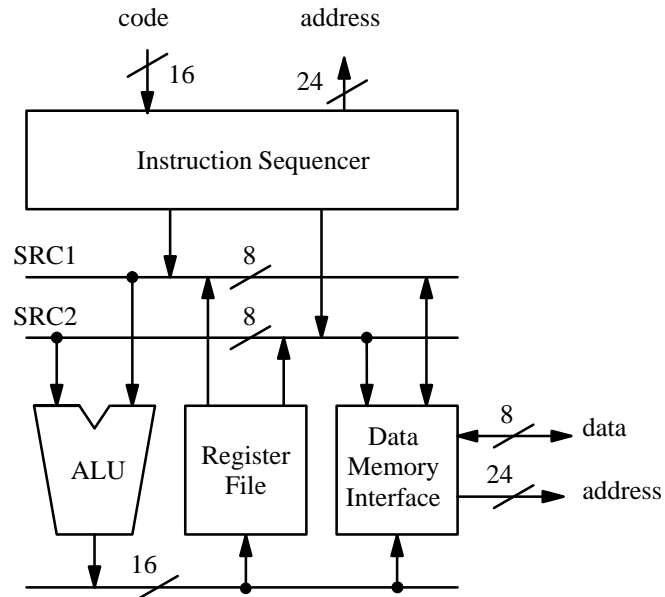 code
address
16
24
Instruction Sequencer
SRC1
8
SRC2
8
ALU
Register
File
Data
Memory
Interface
8
data
24
address
16